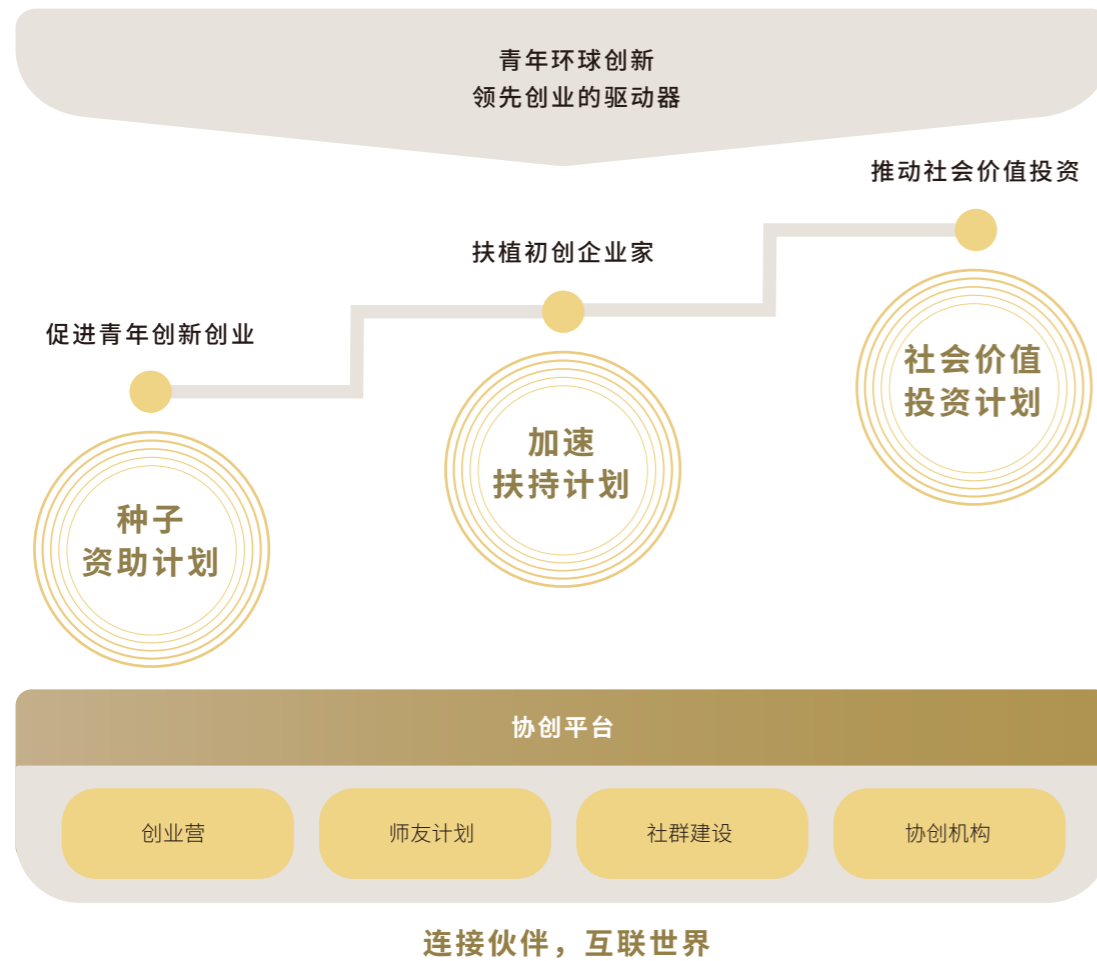 青年环球创新
领先创业的驱动器
推动社会价值投资
扶植初创企业家
促进青年创新创业
社会价值
投资计划
加速
扶持计划
种子
资助计划
协创平台
创业营
师友计划
社群建设
协创机构
连接伙伴，互联世界